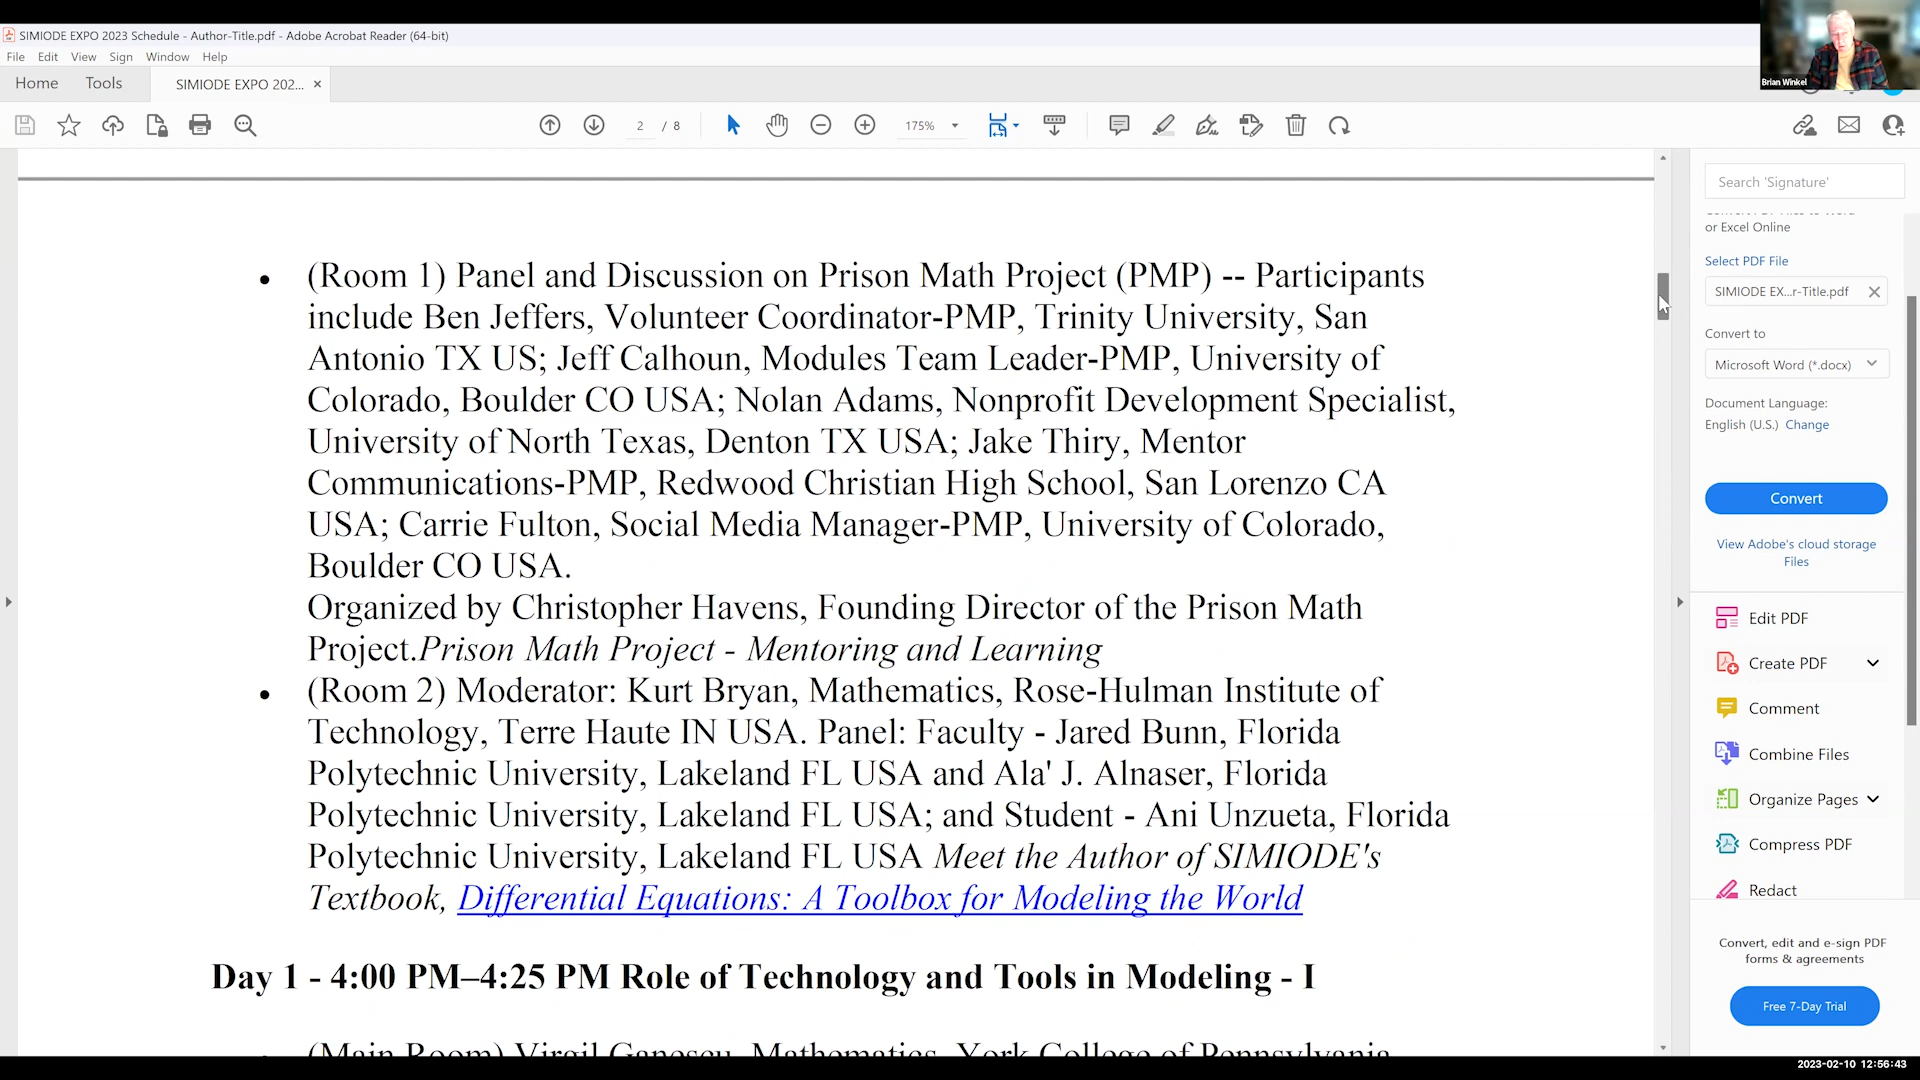 SIMIODE EXPO 2023 Schedule - Author-Title.pdf - Adobe Acrobat Reader (64-bit)
File Edit View Sign Window Help
Home Tools SIMIODE EXPO 202...
2 / 8 175%
Brian Winkel
(Room 1) Panel and Discussion on Prison Math Project (PMP) -- Participants
include Ben Jeffers, Volunteer Coordinator-PMP, Trinity University, San
Antonio TX US; Jeff Calhoun, Modules Team Leader-PMP, University of
Colorado, Boulder CO USA; Nolan Adams, Nonprofit Development Specialist,
University of North Texas, Denton TX USA; Jake Thiry, Mentor
Communications-PMP, Redwood Christian High School, San Lorenzo CA
USA; Carrie Fulton, Social Media Manager-PMP, University of Colorado,
Boulder CO USA.
Organized by Christopher Havens, Founding Director of the Prison Math
Project.Prison Math Project - Mentoring and Learning
(Room 2) Moderator: Kurt Bryan, Mathematics, Rose-Hulman Institute of
Technology, Terre Haute IN USA. Panel: Faculty - Jared Bunn, Florida
Polytechnic University, Lakeland FL USA and Ala' J. Alnaser, Florida
Polytechnic University, Lakeland FL USA; and Student - Ani Unzueta, Florida
Polytechnic University, Lakeland FL USA Meet the Author of SIMIODE's
Textbook, Differential Equations: A Toolbox for Modeling the World
Day 1 - 4:00 PM–4:25 PM Role of Technology and Tools in Modeling - I
(Main Room) Virgil Ganescu, Mathematics, York College of Pennsylvania
Search 'Signature'
or Excel Online
Select PDF File
SIMIODE EX...r-Title.pdf
Convert to
Microsoft Word (*.docx)
Document Language:
English (U.S.) Change
Convert
View Adobe's cloud storage
Files
Edit PDF
Create PDF
Comment
Combine Files
Organize Pages
Compress PDF
Redact
Convert, edit and e-sign PDF
forms & agreements
Free 7-Day Trial
2023-02-10 12:56:43